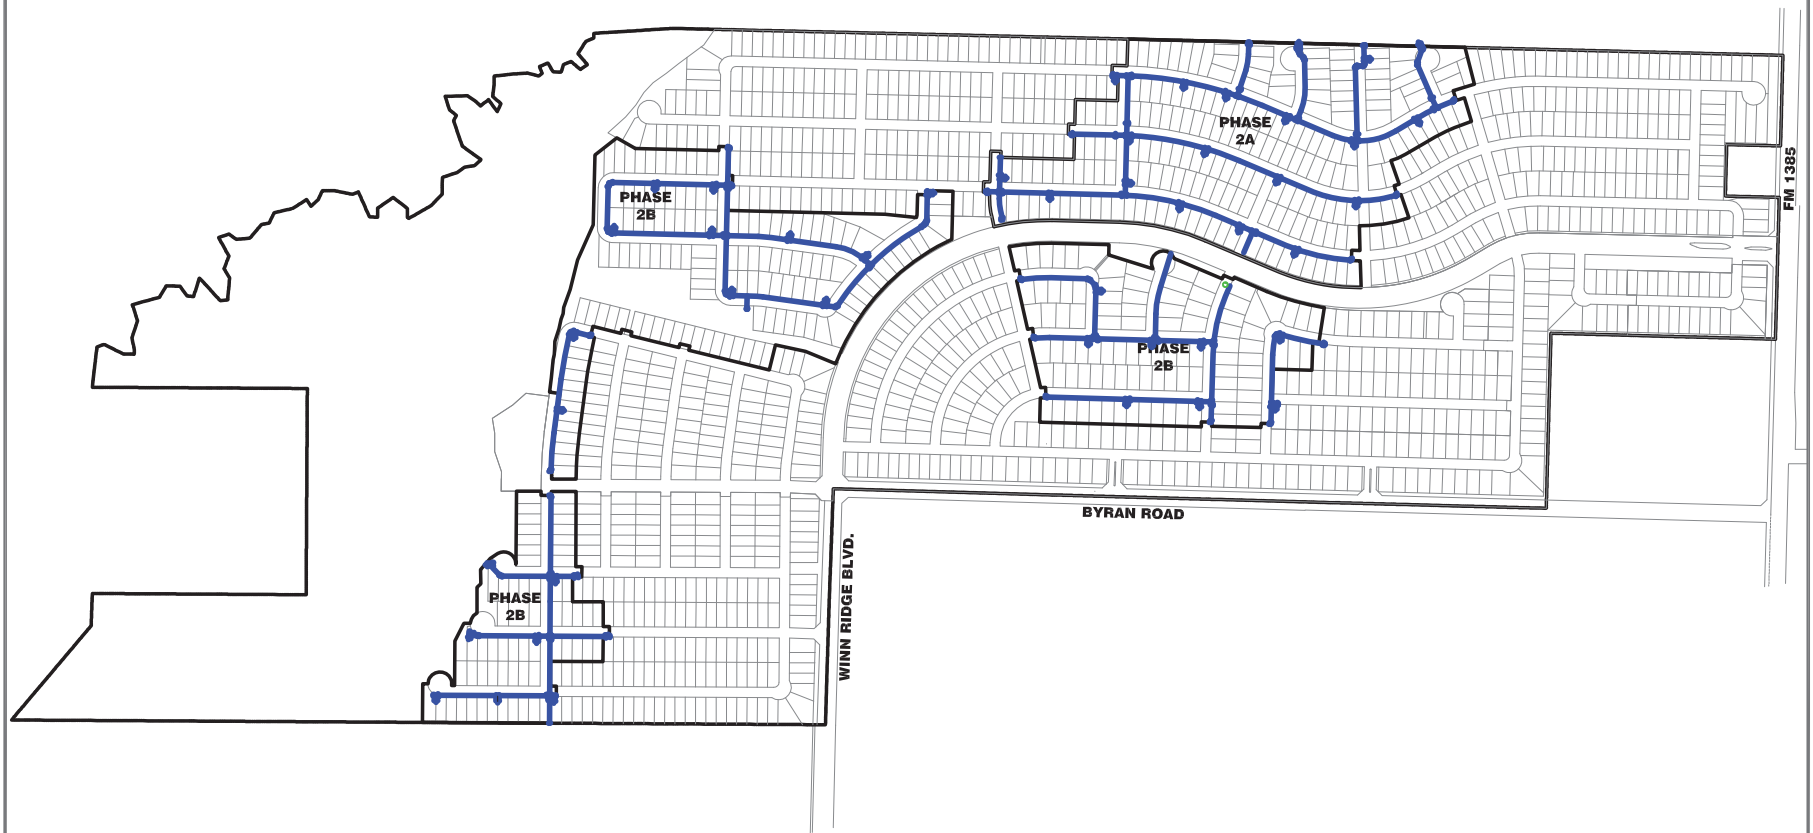 PHASE
2A
FM 1385
PHASE
2B
PHASE
2B
BYRAN ROAD
WINN RIDGE BLVD.
PHASE
2B